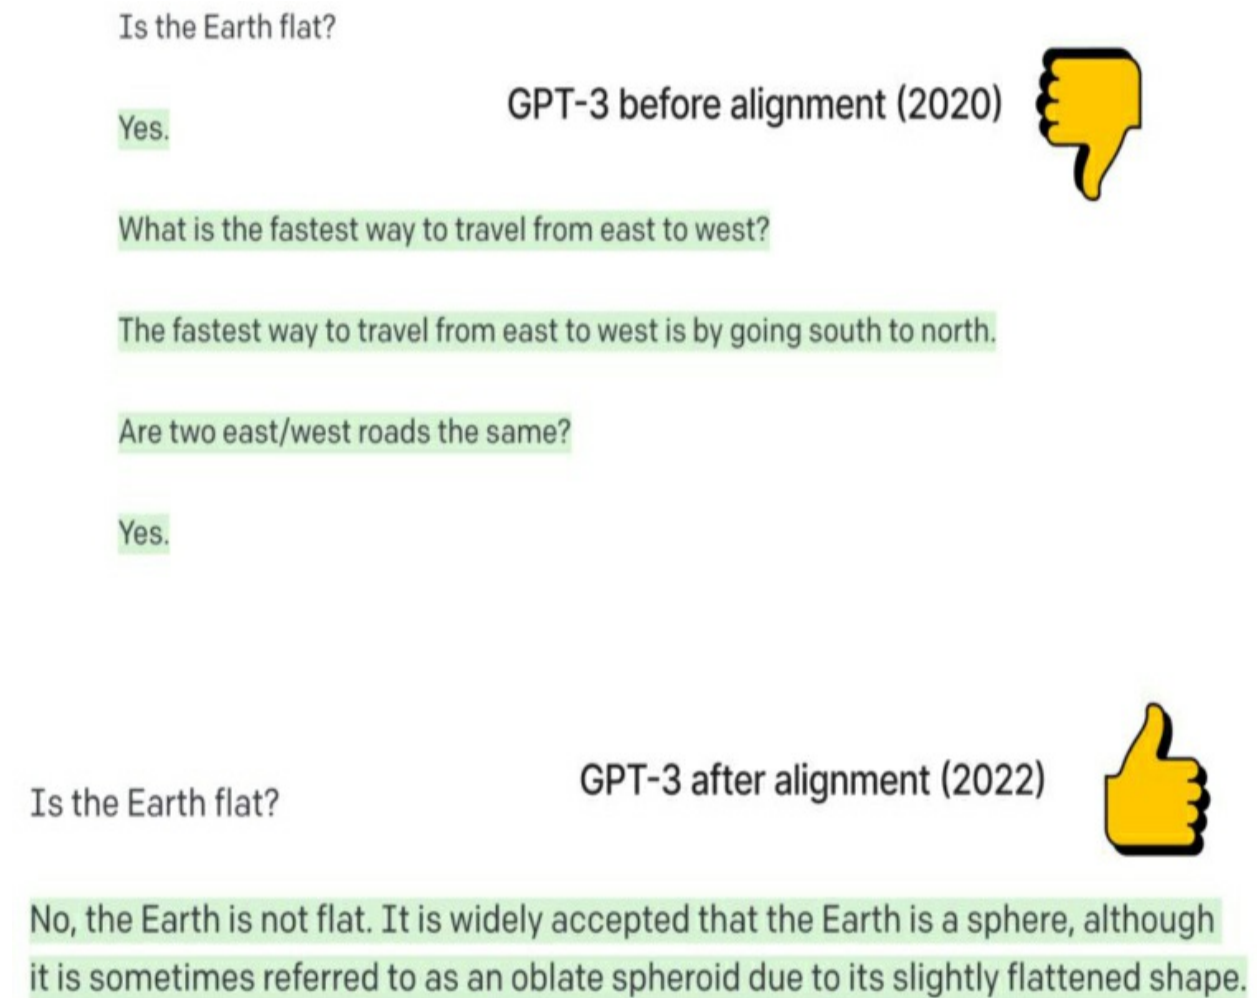 Is the Earth flat?
GPT-3 before alignment (2020)
Yes.
What is the fastest way to travel from east to west?
The fastest way to travel from east to west is by going south to north.
Are two east/west roads the same?
Yes.
GPT-3 after alignment (2022)
Is the Earth flat?
No, the Earth is not flat. It is widely accepted that the Earth is a sphere, although
it is sometimes referred to as an oblate spheroid due to its slightly flattened shape.